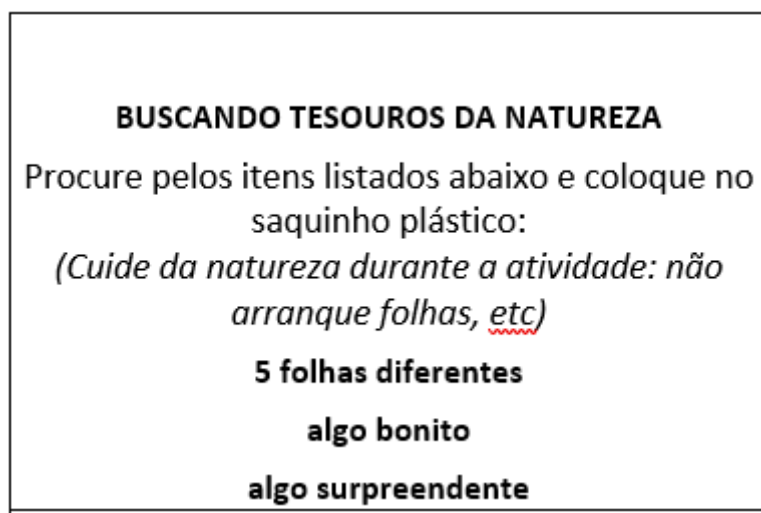 BUSCANDO TESOUROS DA NATUREZA
Procure pelos itens listados abaixo e coloque no
saquinho plástico:
(Cuide da natureza durante a atividade: não
arranque folhas, etc)
5 folhas diferentes
algo bonito
algo surpreendente